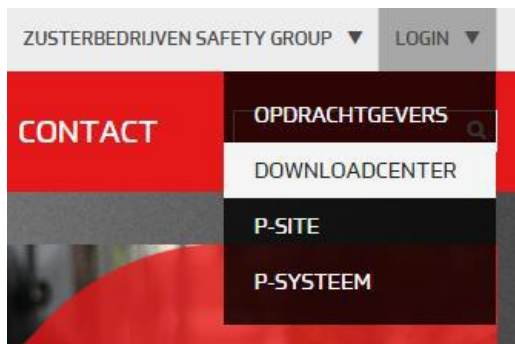 ZUSTERBEDRIJVEN SAFETY GROUP ▼ LOGIN ▼
CONTACT
OPDRACHTGEVERS
DOWNLOADCENTER
P-SITE
P-SYSTEEM